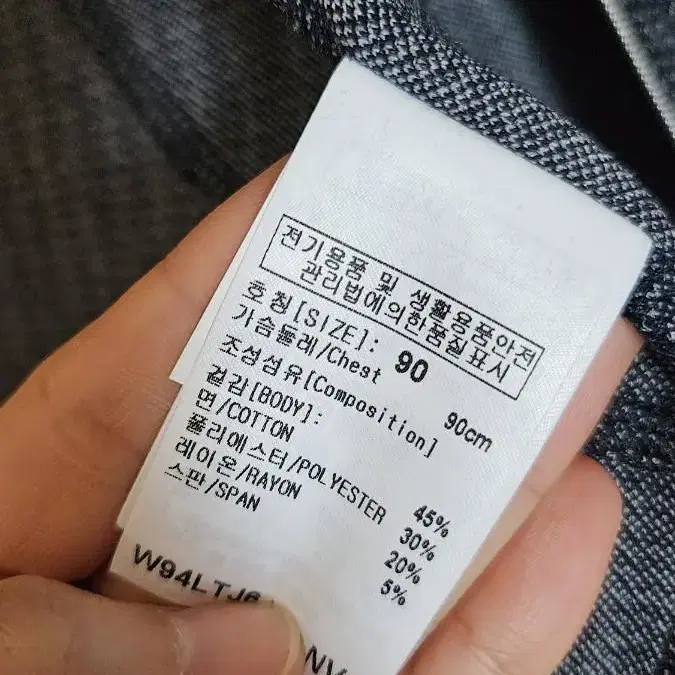 전기용품 및 생활용품안전
관리법에의한품질표시
호 칭[SIZE]: 90
가슴둘레/Chest 90cm
조성섬유[Composition]
겉감[BODY]:
면/COTTON 45%
폴리에스터/POLYESTER 30%
레이온/RAYON 20%
스판/SPAN 5%